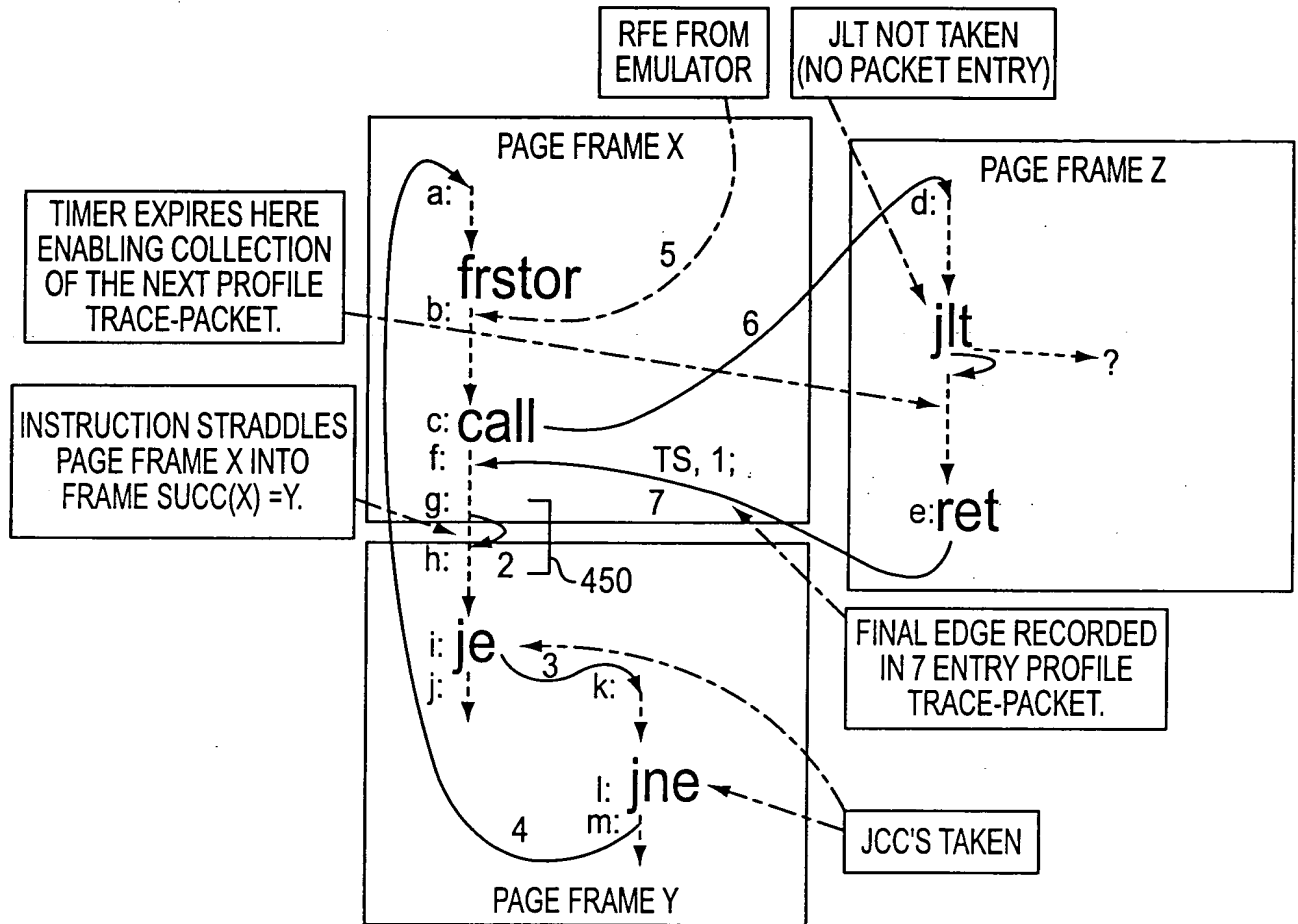 RFE FROM
EMULATOR
JLT NOT TAKEN
(NO PACKET ENTRY)
PAGE FRAME X
PAGE FRAME Z
TIMER EXPIRES HERE
ENABLING COLLECTION
OF THE NEXT PROFILE
TRACE-PACKET.
a:
frstor
5
b:
6
d:
jlt
?
INSTRUCTION STRADDLES
PAGE FRAME X INTO
FRAME SUCC(X) =Y.
c: call
f:
TS, 1;
g:
7
e:ret
h:
2
450
i: je
3
j:
k:
FINAL EDGE RECORDED
IN 7 ENTRY PROFILE
TRACE-PACKET.
l: jne
m:
4
JCC'S TAKEN
PAGE FRAME Y